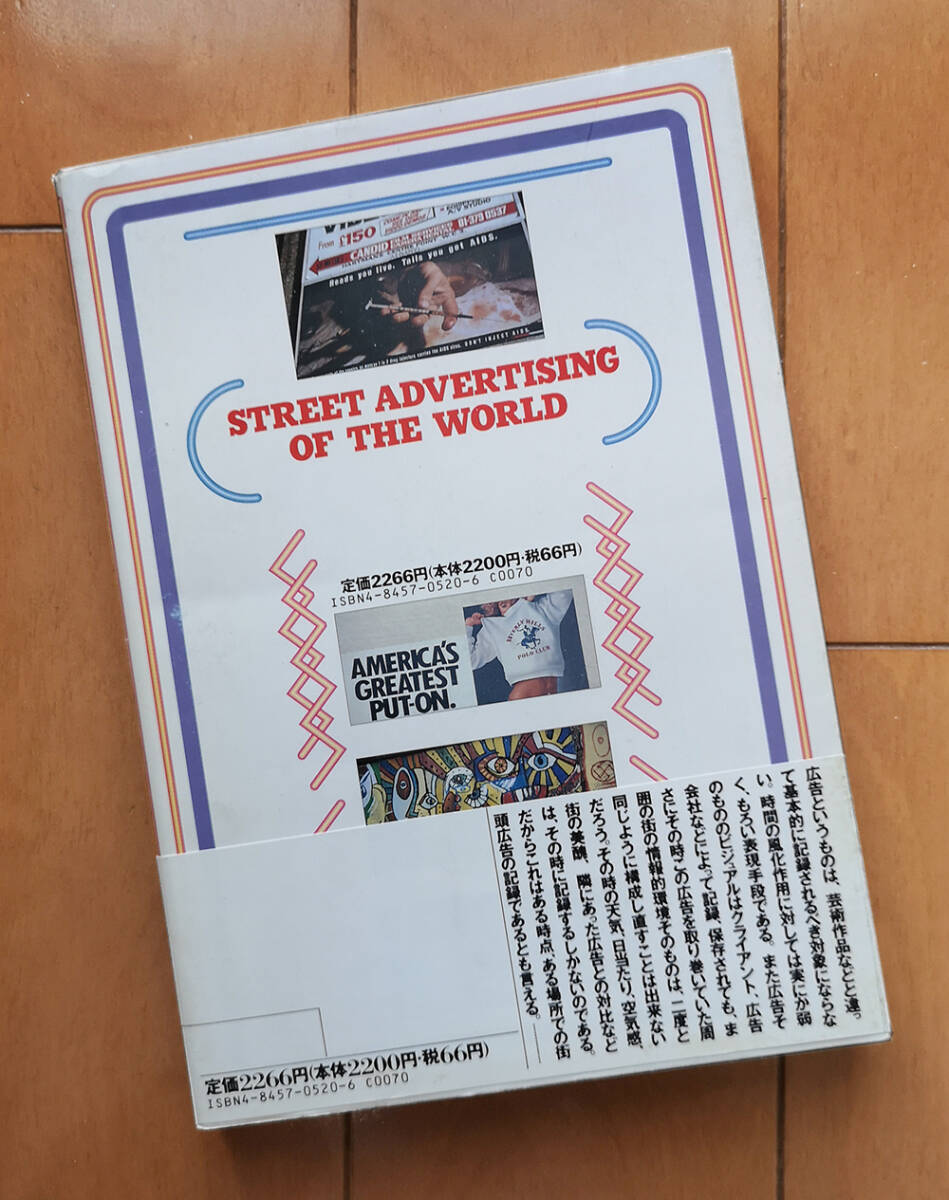 VIDE
From £150
A/V STUDIO
CANDID
01-379 0537
Heads you live, Tails you get AIDS.
DON'T INJECT AIDS.
STREET ADVERTISING
OF THE WORLD
定価2266円(本体2200円・税66円)
ISBN4-8457-0520-6 C0070
AMERICA'S
GREATEST
PUT-ON.
BEVERLY HILLS
POLO CLUB
広告というものは、芸術作品などと違っ
て基本的に記録されるべき対象にならな
い。時間の風化作用に対しては実にか弱
く、もろい表現手段である。また広告そ
のもののビジュアルはクライアント、広告
会社などによって記録、保存されても、ま
さにその時この広告を取り巻いていた周
囲の街の情報的環境そのものは、二度と
同じように構成し直すことは出来ない
だろう。その時の天気、日当たり、空気感、
街の美醜、隣にあった広告との対比など
は、その時に記録するしかないのである。
だからこれはある時点、ある場所での街
頭広告の記録であるとも言える。——
定価2266円(本体2200円・税66円)
ISBN4-8457-0520-6 C0070